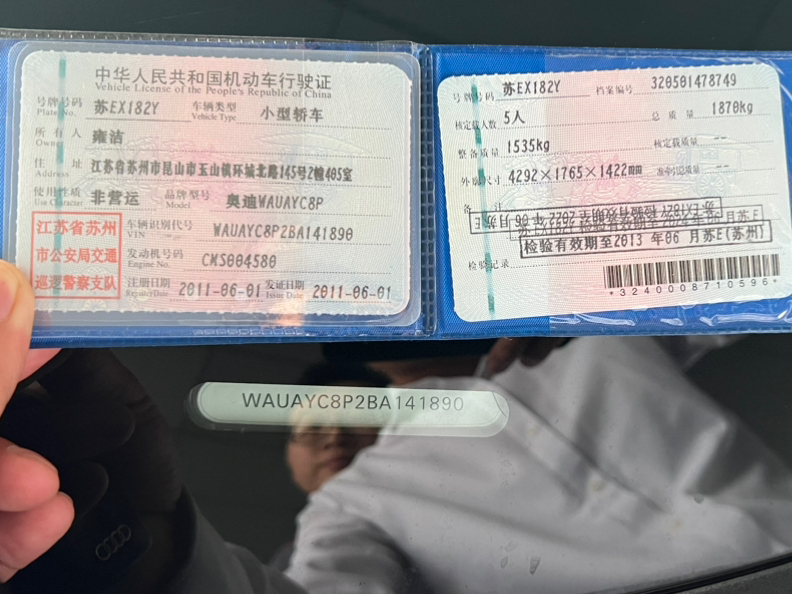 中华人民共和国机动车行驶证
Vehicle License of the People's Republic of China
号牌号码 Plate No. 苏EX182Y 车辆类型 Vehicle Type 小型轿车
所有人 Owner 雍洁
住址 Address 江苏省苏州市昆山市玉山镇环城北路145号2幢405室
使用性质 Use Character 非营运 品牌型号 Model 奥迪WAUAYC8P
江苏省苏州
市公安局交通
巡逻警察支队
车辆识别代号 VIN WAUAYC8P2BA141890
发动机号码 Engine No. CMS004580
注册日期 Register Date 2011-06-01 发证日期 Issue Date 2011-06-01
号牌号码 苏EX182Y 档案编号 320501478749
核定载人数 5人 总质量 1870kg
整备质量 1535kg 核定载质量 --
外廓尺寸 4292×1765×1422mm 准牵引总质量 --
备注
检验有效期至2013 年06 月苏E(苏州)
检验记录
*3240008710596*
WAUAYC8P2BA141890